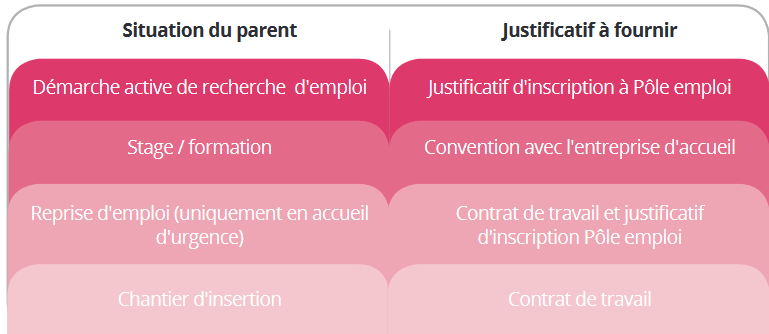 Situation du parent
Justificatif à fournir
Démarche active de recherche d'emploi
Justificatif d'inscription à Pôle emploi
Stage / formation
Convention avec l'entreprise d'accueil
Reprise d'emploi (uniquement en accueil
d'urgence)
Contrat de travail et justificatif
d'inscription Pôle emploi
Chantier d'insertion
Contrat de travail